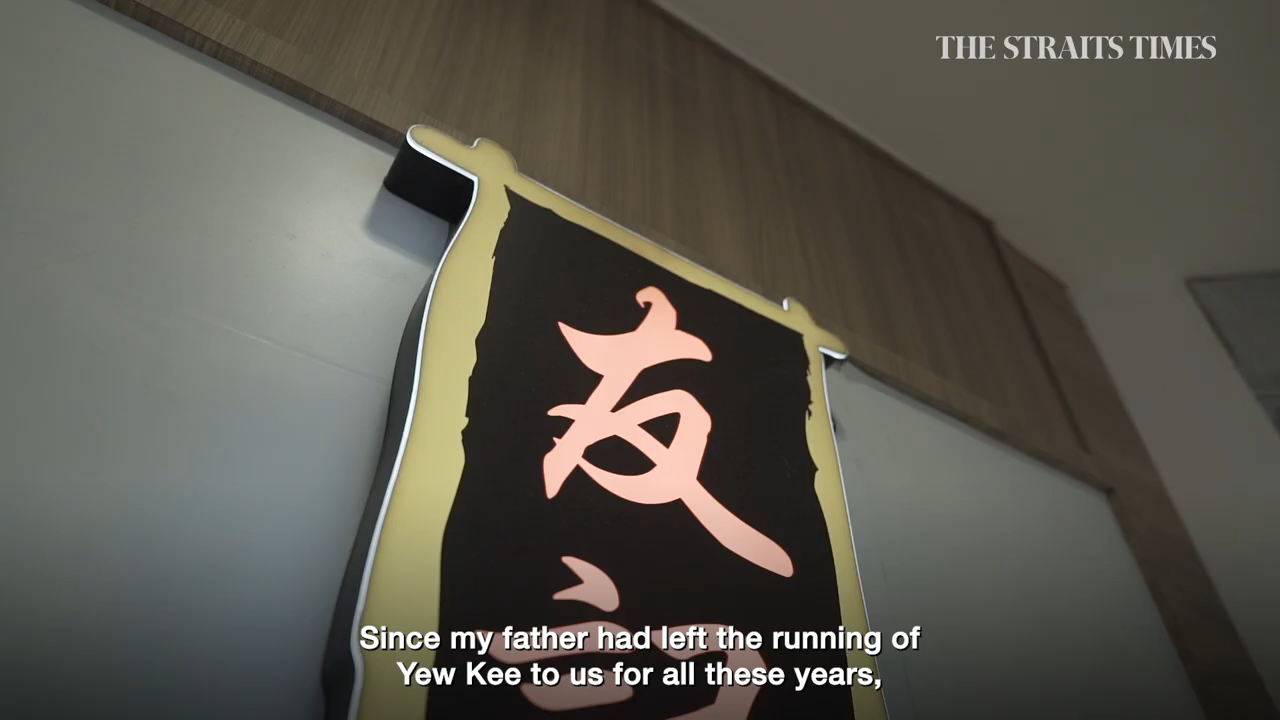 THE STRAITS TIMES
友
Since my father had left the running of
Yew Kee to us for all these years,